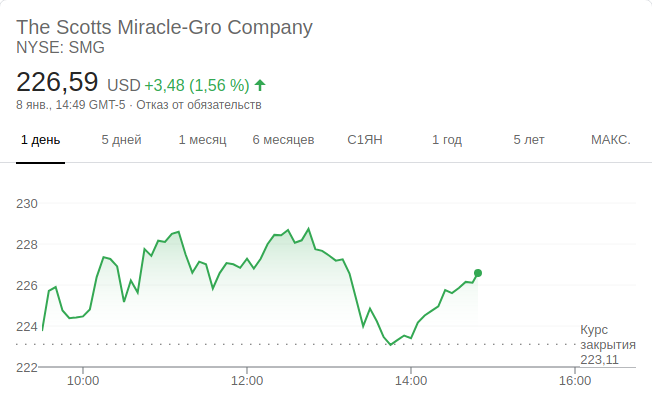 The Scotts Miracle-Gro Company
NYSE: SMG
226,59 USD +3,48 (1,56 %)
8 янв., 14:49 GMT-5 · Отказ от обязательств
1 день 5 дней 1 месяц 6 месяцев С1ЯН 1 год 5 лет МАКС.
230
228
226
224
222
Курс
закрытия
223,11
10:00 12:00 14:00 16:00